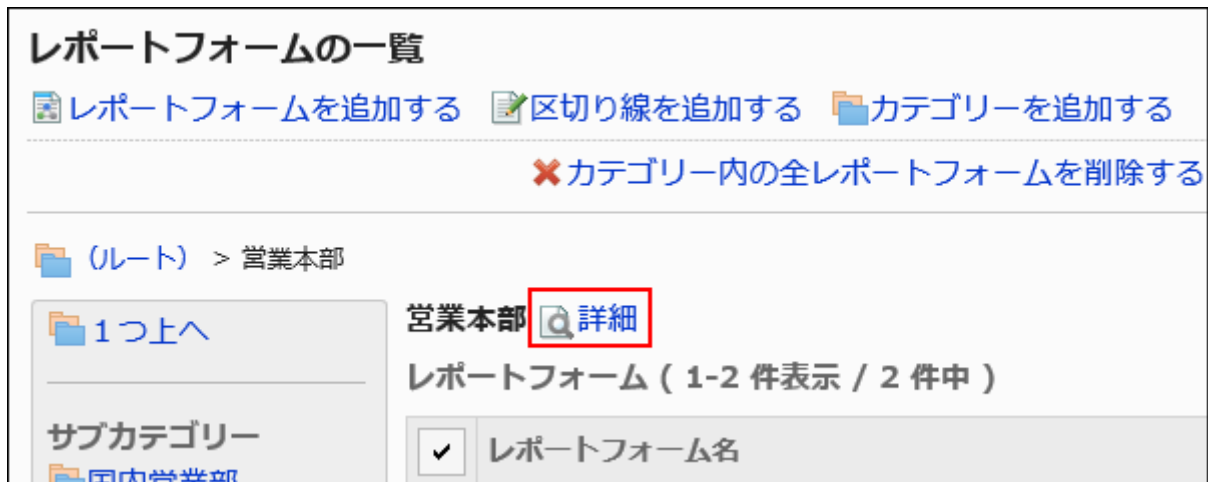 レポートフォームの一覧
レポートフォームを追加する 区切り線を追加する カテゴリーを追加する
カテゴリー内の全レポートフォームを削除する
（ルート） > 営業本部
1つ上へ
営業本部 詳細
レポートフォーム ( 1-2 件表示 / 2 件中 )
サブカテゴリー
レポートフォーム名
国内営業部